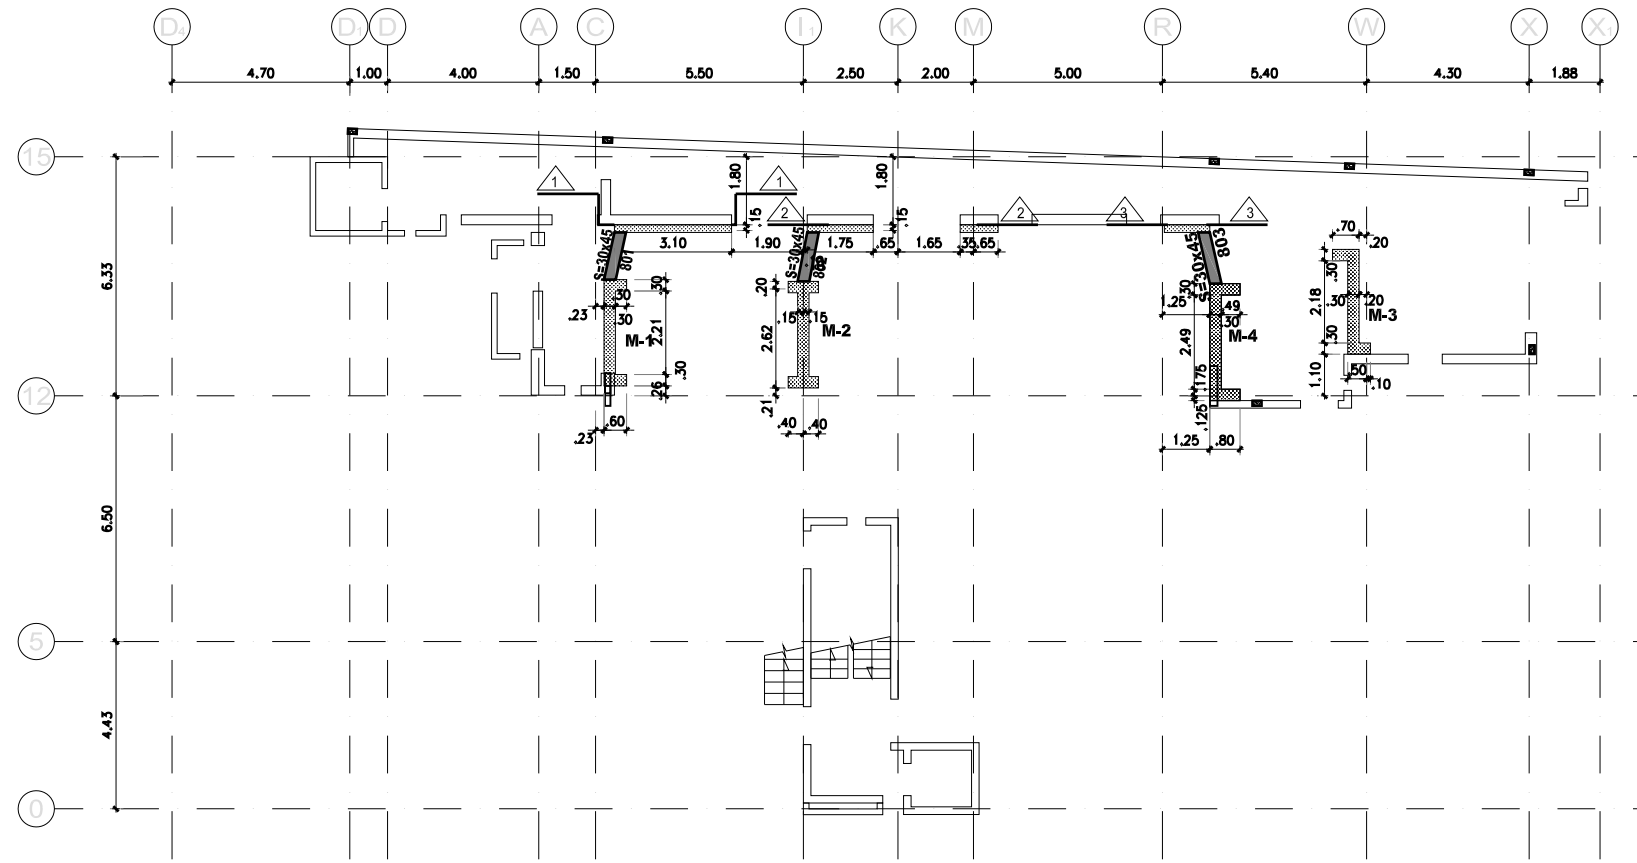 D₄ D₁ D A C I₁ K M R W X X₁
4.70 1.00 4.00 1.50 5.50 2.50 2.00 5.00 5.40 4.30 1.88
15
1.80 1.80
1 1
2 2 3 3
.15 .15
S=30x45 801
S=30x45
S=30x45 803
3.10 1.90 1.75 .65 1.65 .35 .65
.70 .20
6.33
.30 .30 .23 .30 2.21
M-1
.30 .26
.20 .15 .15
M-2
2.62
.21
.30 1.25 .49 .30
M-4
2.49
.175
.125
.30 2.18 .30 .20
M-3
.30
1.10
.50 .10
12
.23 .60
.40 .40
1.25 .80
6.50
5
4.43
0